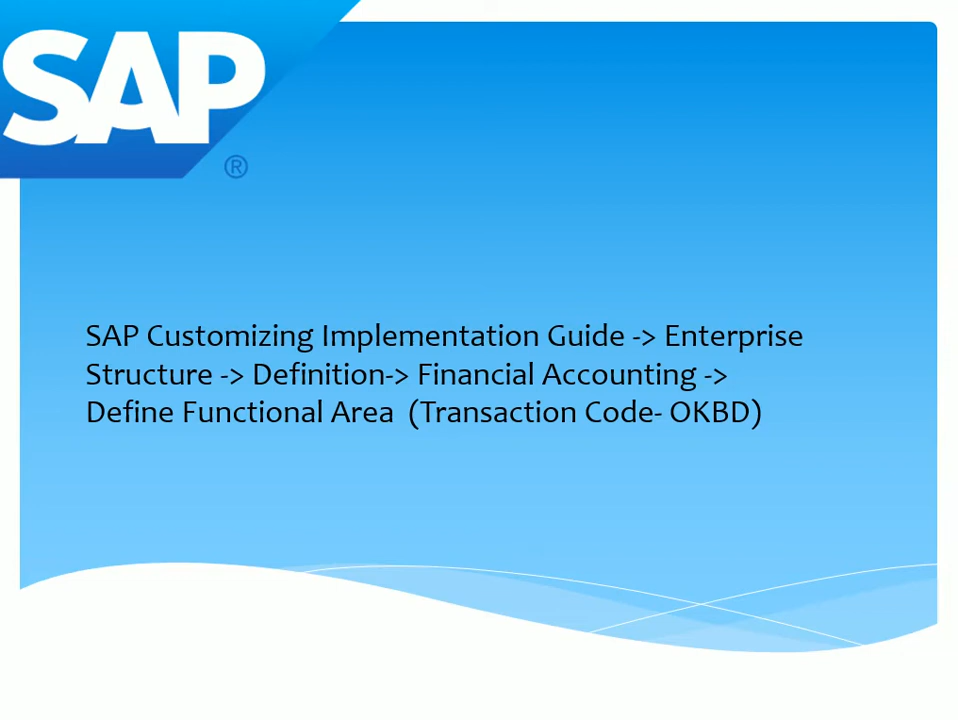 SAP
®
SAP Customizing Implementation Guide -> Enterprise
Structure -> Definition-> Financial Accounting ->
Define Functional Area (Transaction Code- OKBD)